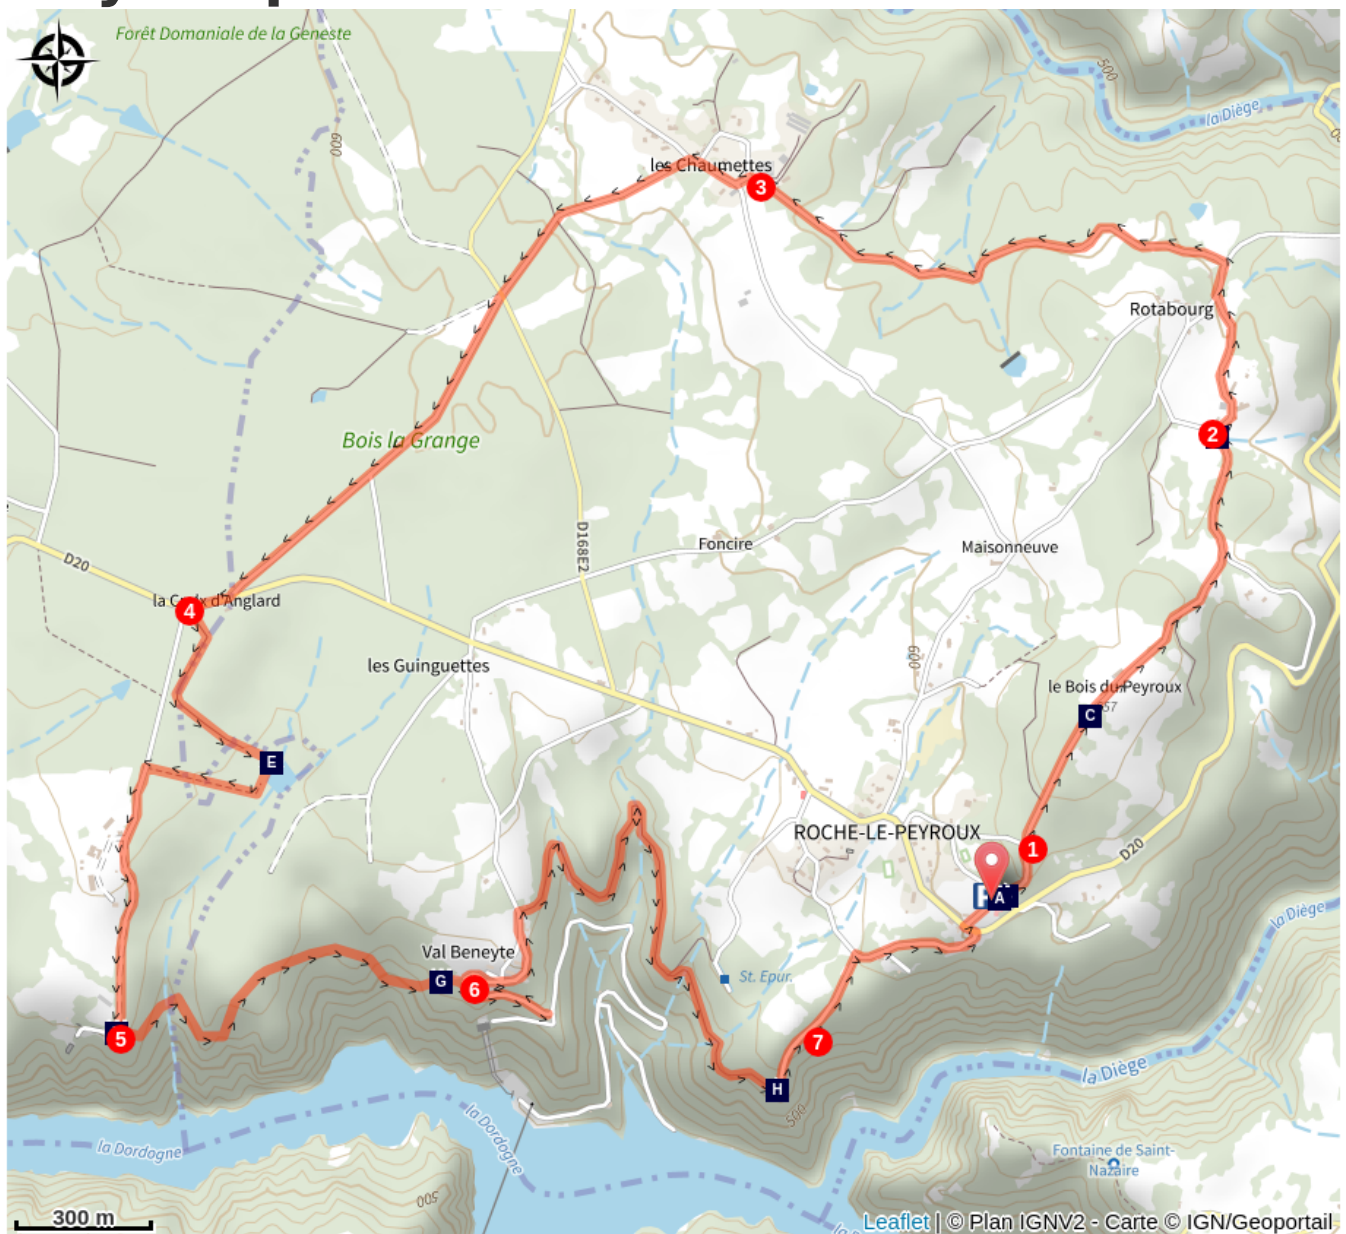 Forêt Domaniale de la Geneste
500
la Diège
600
les Chaumettes
3
Rotabourg
Bois la Grange
2
D168E2
Foncire
Maisonneuve
D20
la Croix d'Anglard
4
les Guinguettes
600
le Bois du Peyroux
C
57
E
ROCHE-LE-PEYROUX
1
D20
P
A
la Diège
Val Beneyte
G
6
St. Epur.
5
7
H
la Diège
500
la Dordogne
la Dordogne
Fontaine de Saint-
Nazaire
500
300 m
Leaflet | © Plan IGNV2 - Carte © IGN/Geoportail